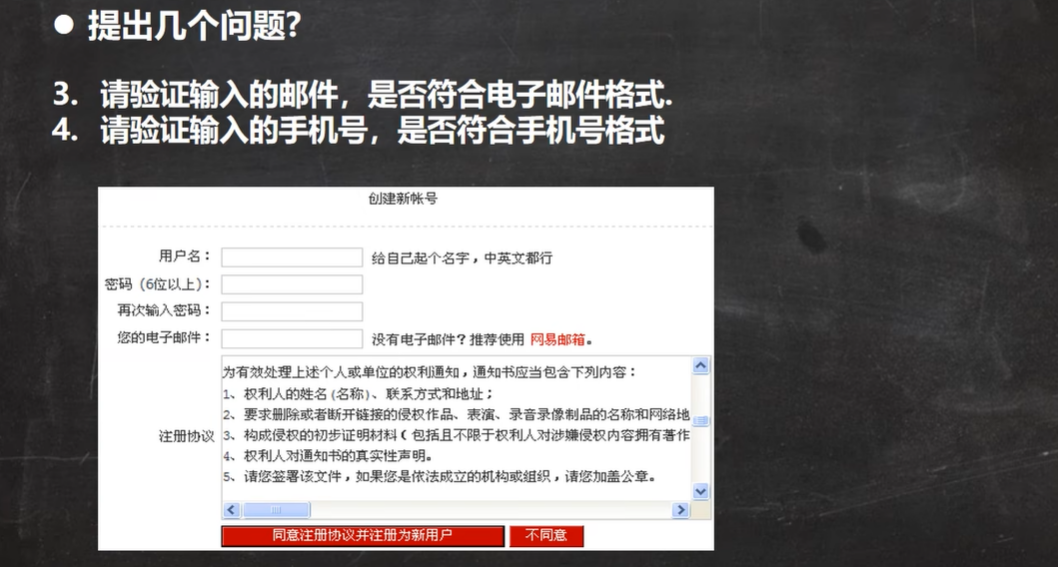 ● 提出几个问题?
3. 请验证输入的邮件，是否符合电子邮件格式.
4. 请验证输入的手机号，是否符合手机号格式
创建新帐号
用户名： 给自己起个名字，中英文都行
密码（6位以上）：
再次输入密码：
您的电子邮件： 没有电子邮件？推荐使用 网易邮箱。
为有效处理上述个人或单位的权利通知，通知书应当包含下列内容：
1、权利人的姓名(名称)、联系方式和地址；
2、要求删除或者断开链接的侵权作品、表演、录音录像制品的名称和网络地
注册协议 3、构成侵权的初步证明材料（包括且不限于权利人对涉嫌侵权内容拥有著作
4、权利人对通知书的真实性声明。
5、请您签署该文件，如果您是依法成立的机构或组织，请您加盖公章。
同意注册协议并注册为新用户 不同意